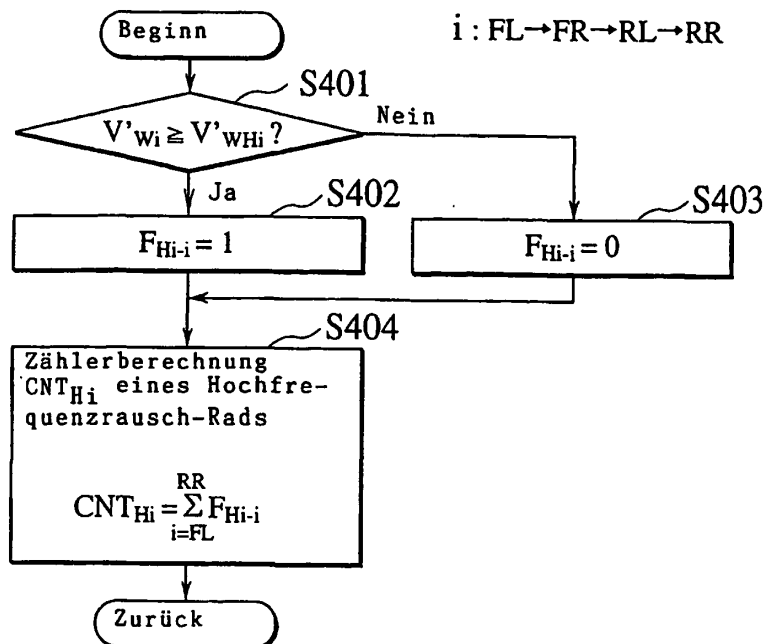 Beginn
i : FL→FR→RL→RR
S401
V'Wi ≧ V'WHi ?
Nein
Ja
S402
S403
FHi-i = 1
FHi-i = 0
S404
Zählerberechnung
CNTHi eines Hochfre-
quenzrausch-Rads
RR
CNTHi = Σ FHi-i
i=FL
Zurück